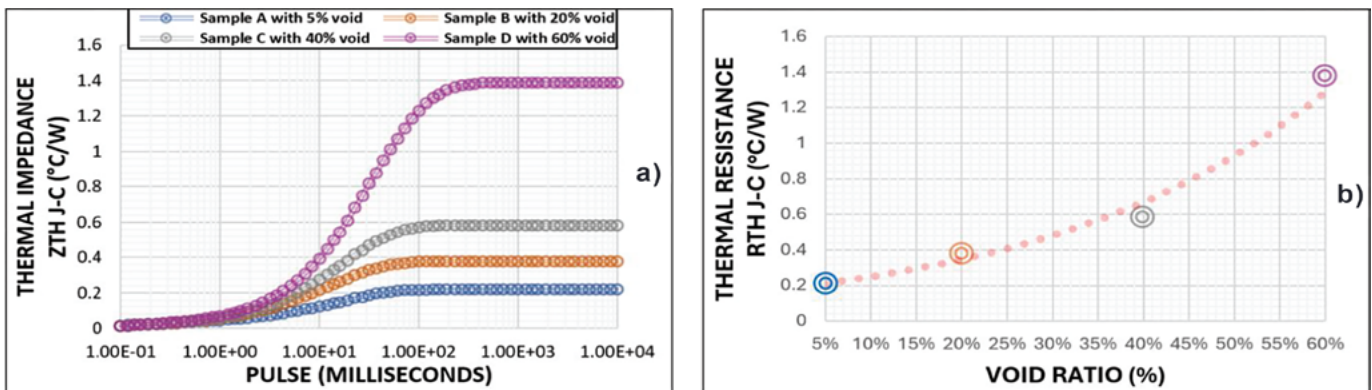 Sample A with 5% void Sample B with 20% void
Sample C with 40% void Sample D with 60% void
THERMAL IMPEDANCE
ZTH J-C (°C/W)
1.6
1.4
1.2
1
0.8
0.6
0.4
0.2
0
1.00E-01 1.00E+00 1.00E+01 1.00E+02 1.00E+03 1.00E+04
PULSE (MILLISECONDS)
a)
THERMAL RESISTANCE
RTH J-C (°C/W)
1.6
1.4
1.2
1
0.8
0.6
0.4
0.2
0
5% 10% 20% 20% 25% 30% 40% 45% 45% 50% 55% 60%
VOID RATIO (%)
b)